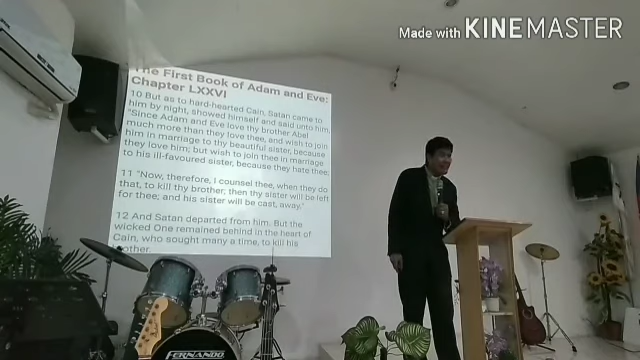 Made with KINEMASTER
The First Book of Adam and Eve:
Chapter LXXVI
10 But as to hard-hearted Cain, Satan came to
him by night, showed himself and said unto him,
"Since Adam and Eve love thy brother Abel
much more than they love thee, and wish to join
him in marriage to thy beautiful sister, because
they love him; but wish to join thee in marriage
to his ill-favoured sister, because they hate thee;
11 "Now, therefore, I counsel thee, when they do
that, to kill thy brother; then thy sister will be left
for thee; and his sister will be cast, away."
12 And Satan departed from him. But the
wicked One remained behind in the heart of
Cain, who sought many a time, to kill his
brother.
FERNANDO